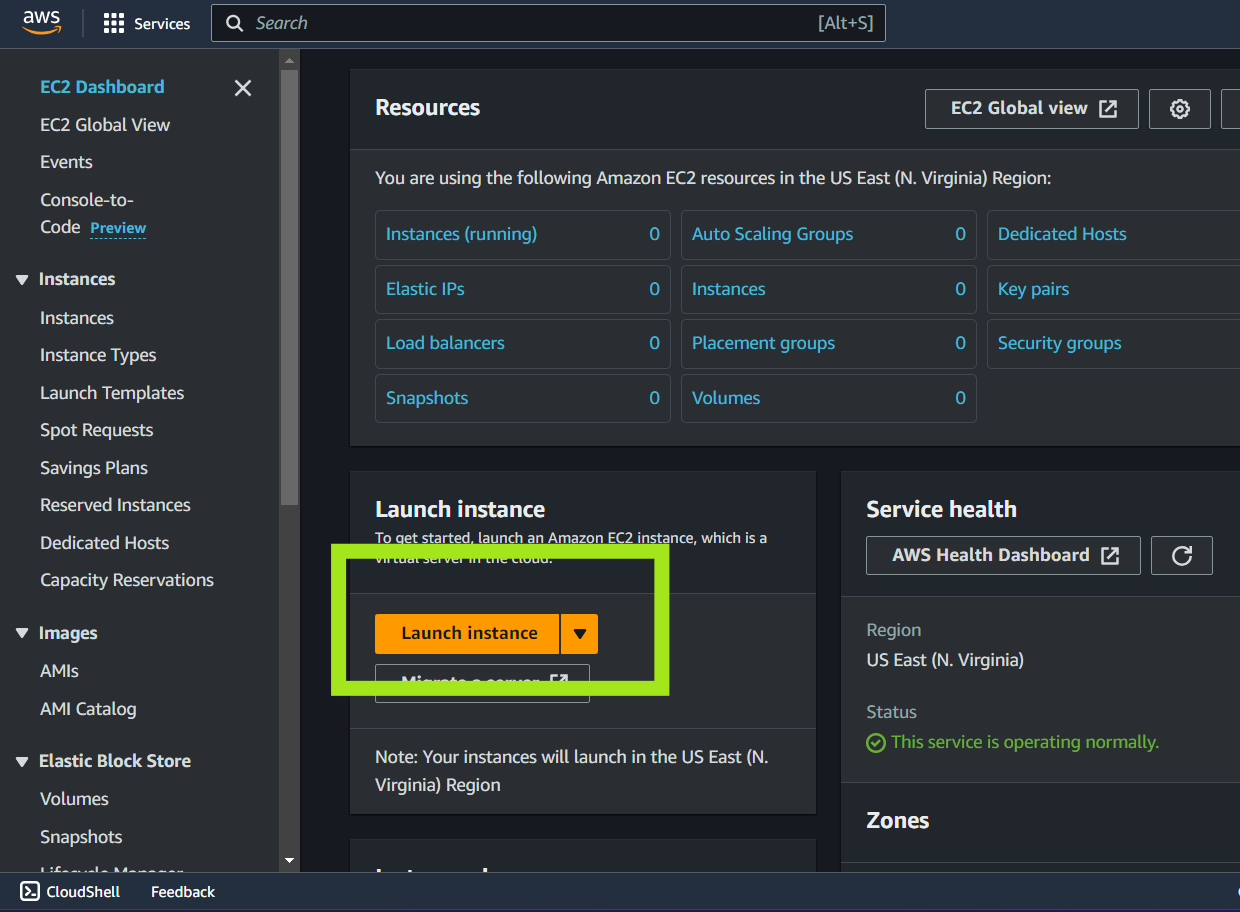 aws
Services
Search
[Alt+S]
EC2 Dashboard
EC2 Global View
Events
Console-to-
Code Preview
Instances
Instances
Instance Types
Launch Templates
Spot Requests
Savings Plans
Reserved Instances
Dedicated Hosts
Capacity Reservations
Images
AMIs
AMI Catalog
Elastic Block Store
Volumes
Snapshots
Lifecycle Manager
CloudShell
Feedback
Resources
EC2 Global view
You are using the following Amazon EC2 resources in the US East (N. Virginia) Region:
Instances (running) 0
Auto Scaling Groups 0
Dedicated Hosts
Elastic IPs 0
Instances 0
Key pairs
Load balancers 0
Placement groups 0
Security groups
Snapshots 0
Volumes 0
Launch instance
To get started, launch an Amazon EC2 instance, which is a
virtual server in the cloud.
Launch instance
Migrate a server
Note: Your instances will launch in the US East (N.
Virginia) Region
Service health
AWS Health Dashboard
Region
US East (N. Virginia)
Status
This service is operating normally.
Zones